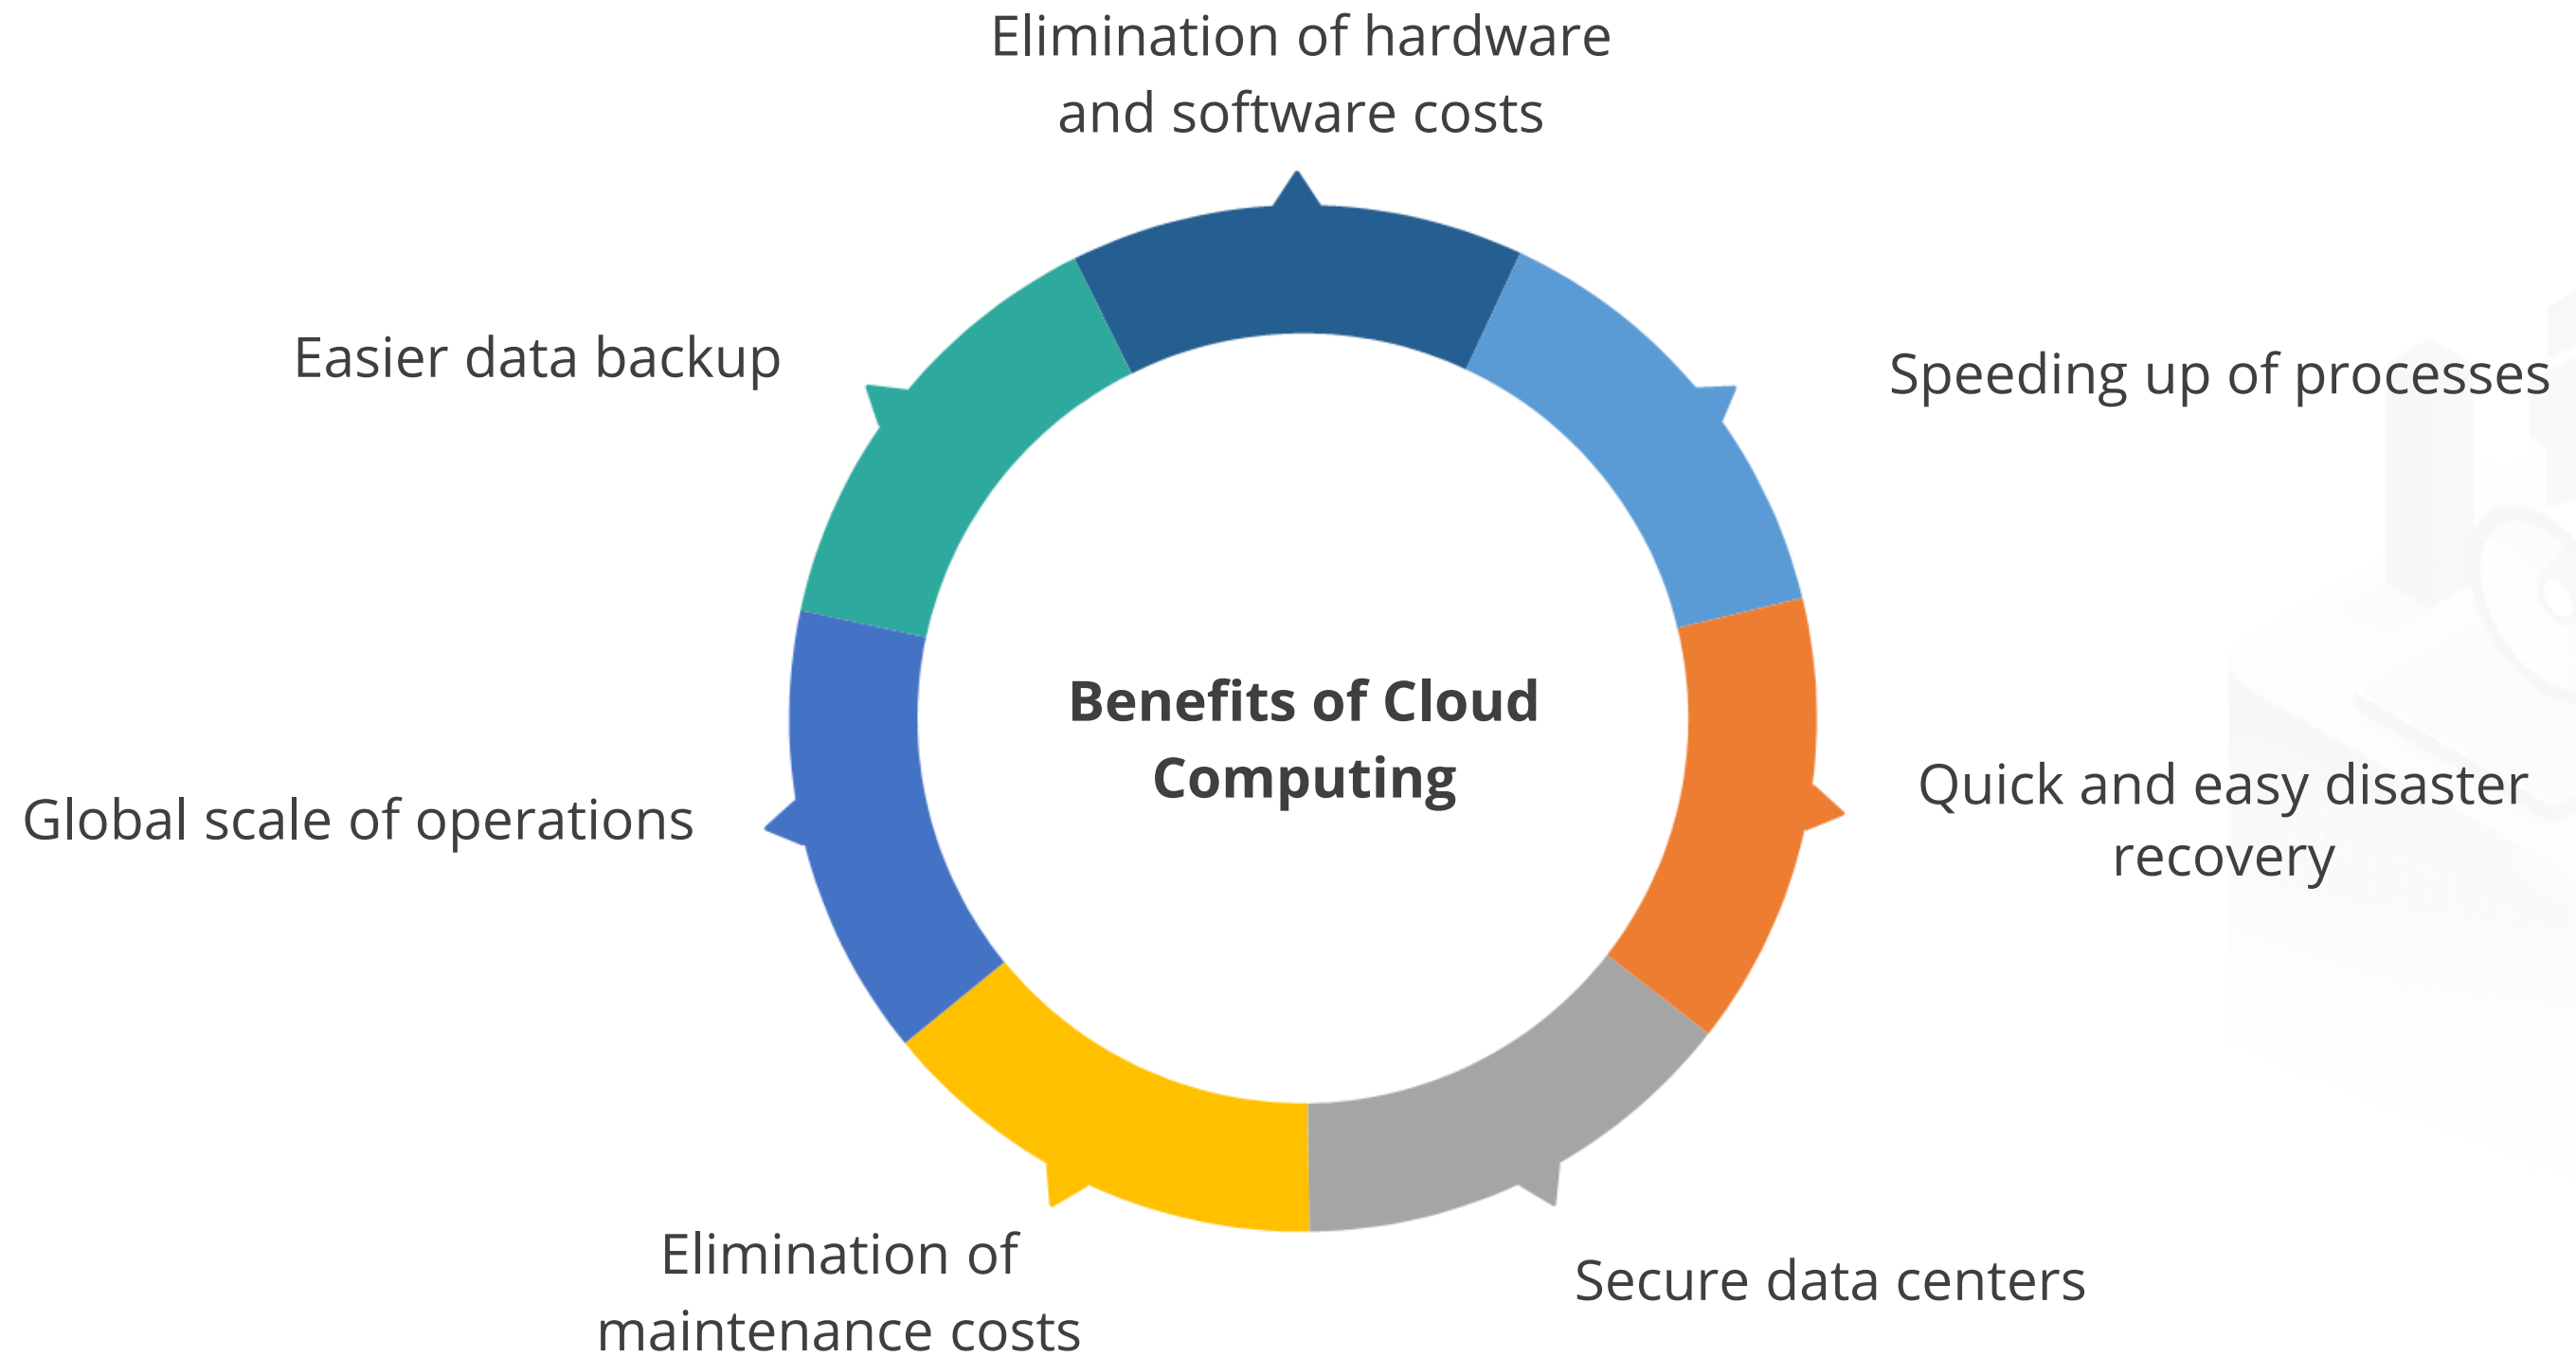 Elimination of hardware
and software costs
Easier data backup
Speeding up of processes
Benefits of Cloud
Computing
Global scale of operations
Quick and easy disaster
recovery
Elimination of
maintenance costs
Secure data centers